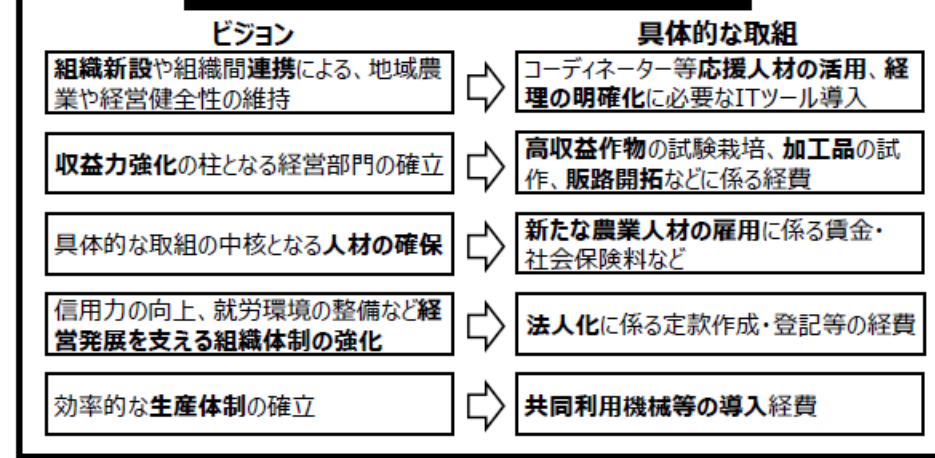 ビジョン
具体的な取組
組織新設や組織間連携による、地域農
業や経営健全性の維持
コーディネーター等応援人材の活用、経
理の明確化に必要なITツール導入
収益力強化の柱となる経営部門の確立
高収益作物の試験栽培、加工品の試
作、販路開拓などに係る経費
具体的な取組の中核となる人材の確保
新たな農業人材の雇用に係る賃金・
社会保険料など
信用力の向上、就労環境の整備など経
営発展を支える組織体制の強化
法人化に係る定款作成・登記等の経費
効率的な生産体制の確立
共同利用機械等の導入経費